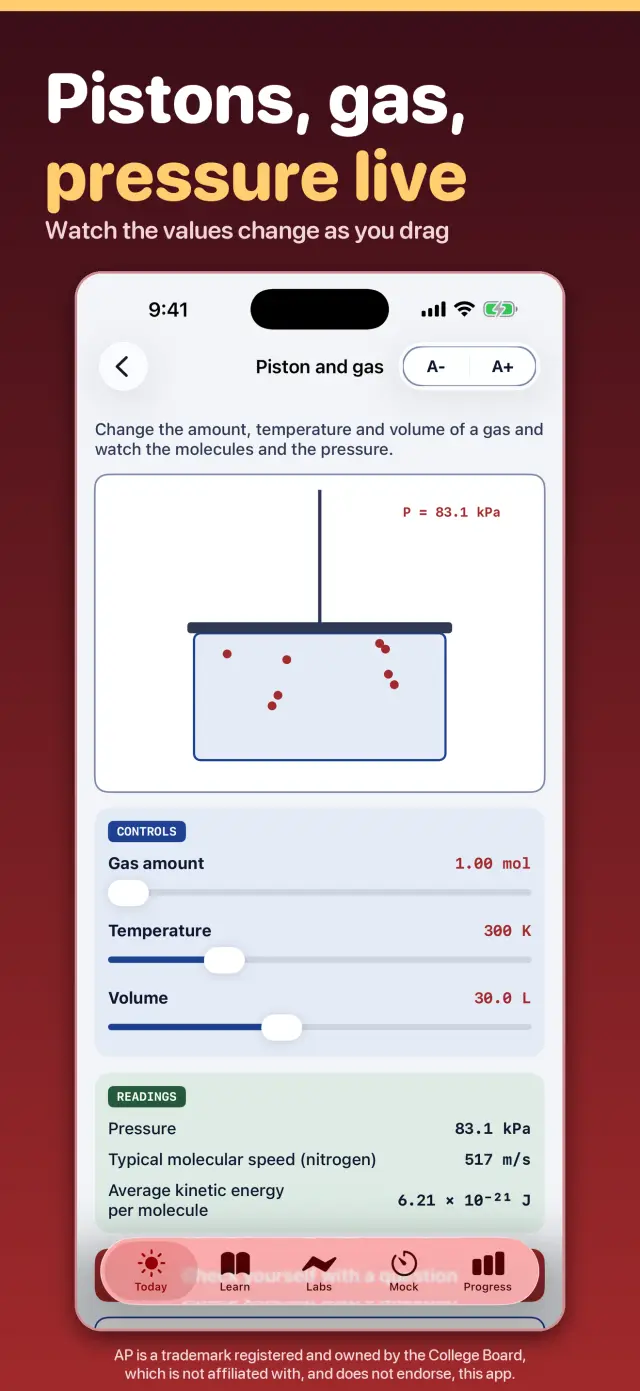 Pistons, gas,
pressure live
Watch the values change as you drag
9:41
Piston and gas
A-
A+
Change the amount, temperature and volume of a gas and
watch the molecules and the pressure.
P = 83.1 kPa
CONTROLS
Gas amount
1.00 mol
Temperature
300 K
Volume
30.0 L
READINGS
Pressure
83.1 kPa
Typical molecular speed (nitrogen)
517 m/s
Average kinetic energy
per molecule
6.21 × 10⁻²¹ J
Check yourself with a question
Today
Learn
Labs
Mock
Progress
AP is a trademark registered and owned by the College Board,
which is not affiliated with, and does not endorse, this app.